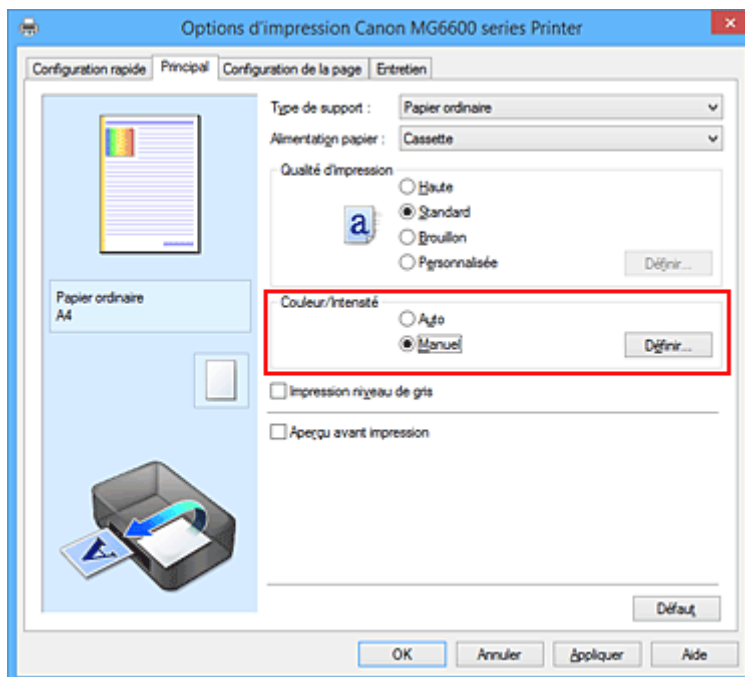 Options d'impression Canon MG6600 series Printer
Configuration rapide Principal Configuration de la page Entretien
Type de support : Papier ordinaire
Alimentation papier : Cassette
Qualité d'impression
Haute
a Standard
Brouillon
Personnalisée Définir...
Papier ordinaire
A4
Couleur/Intensité
Auto
Manuel Définir...
Impression niveau de gris
Aperçu avant impression
A
Défaut
OK Annuler Appliquer Aide